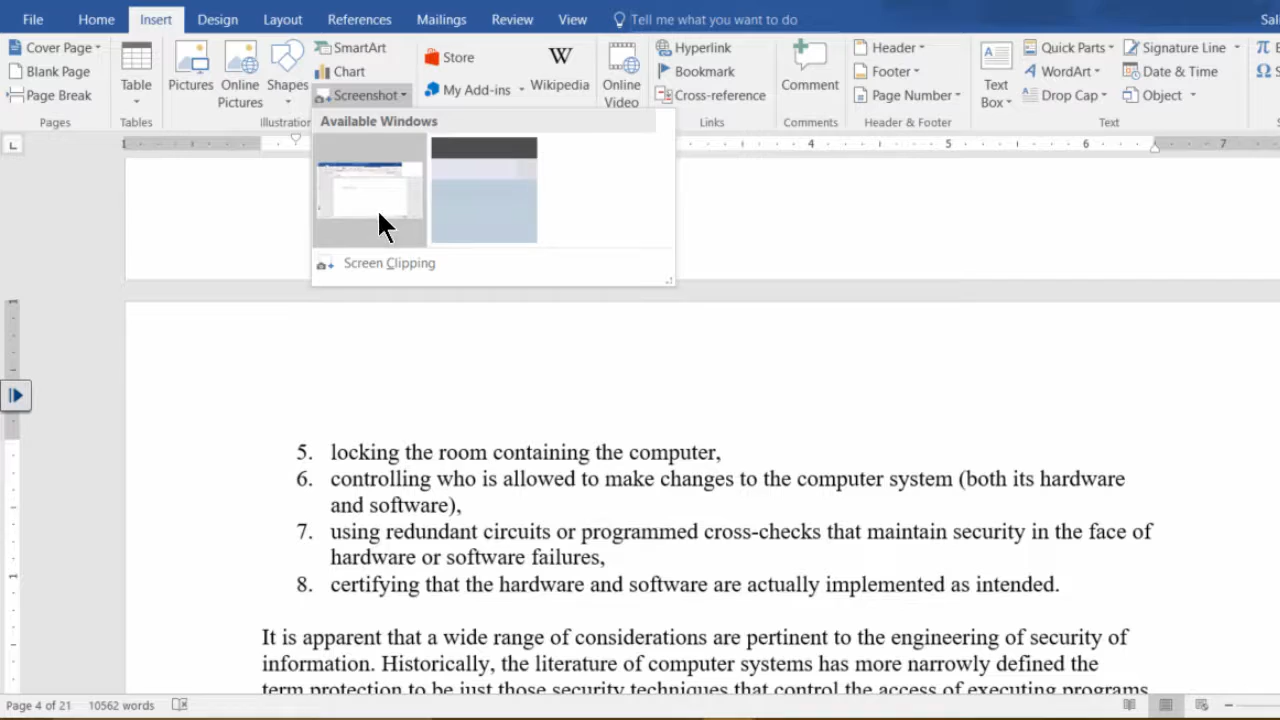 File Home Insert Design Layout References Mailings Review View Tell me what you want to do
Cover Page
Blank Page
Page Break
Pages
Table
Tables
Pictures
Online Pictures
Shapes
SmartArt
Chart
Screenshot
Store
My Add-ins
W
Wikipedia
Online Video
Hyperlink
Bookmark
Cross-reference
Links
Comment
Comments
Header
Footer
Page Number
Header & Footer
Text Box
Quick Parts
WordArt
Drop Cap
Signature Line
Date & Time
Object
Text
Available Windows
Screen Clipping
4 5 6 7
5. locking the room containing the computer,
6. controlling who is allowed to make changes to the computer system (both its hardware
and software),
7. using redundant circuits or programmed cross-checks that maintain security in the face of
hardware or software failures,
8. certifying that the hardware and software are actually implemented as intended.
It is apparent that a wide range of considerations are pertinent to the engineering of security of
information. Historically, the literature of computer systems has more narrowly defined the
term protection to be just those security techniques that control the access of executing programs
Page 4 of 21 10562 words